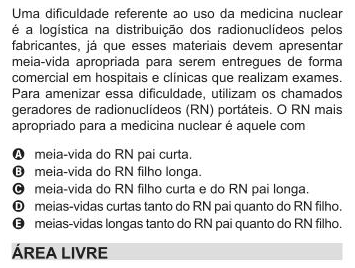 Uma dificuldade referente ao uso da medicina nuclear
é a logística na distribuição dos radionuclídeos pelos
fabricantes, já que esses materiais devem apresentar
meia-vida apropriada para serem entregues de forma
comercial em hospitais e clínicas que realizam exames.
Para amenizar essa dificuldade, utilizam os chamados
geradores de radionuclídeos (RN) portáteis. O RN mais
apropriado para a medicina nuclear é aquele com
A meia-vida do RN pai curta.
B meia-vida do RN filho longa.
C meia-vida do RN filho curta e do RN pai longa.
D meias-vidas curtas tanto do RN pai quanto do RN filho.
E meias-vidas longas tanto do RN pai quanto do RN filho.
ÁREA LIVRE